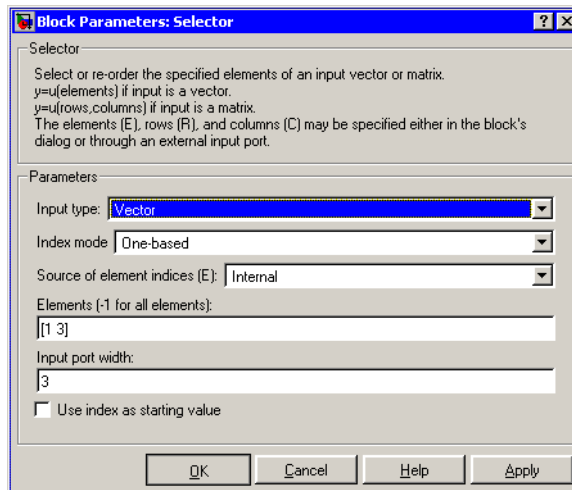 Block Parameters: Selector
Selector
Select or re-order the specified elements of an input vector or matrix.
y=u(elements) if input is a vector.
y=u(rows,columns) if input is a matrix.
The elements (E), rows (R), and columns (C) may be specified either in the block's
dialog or through an external input port.
Parameters
Input type: Vector
Index mode One-based
Source of element indices (E): Internal
Elements (-1 for all elements):
[1 3]
Input port width:
3
Use index as starting value
OK Cancel Help Apply